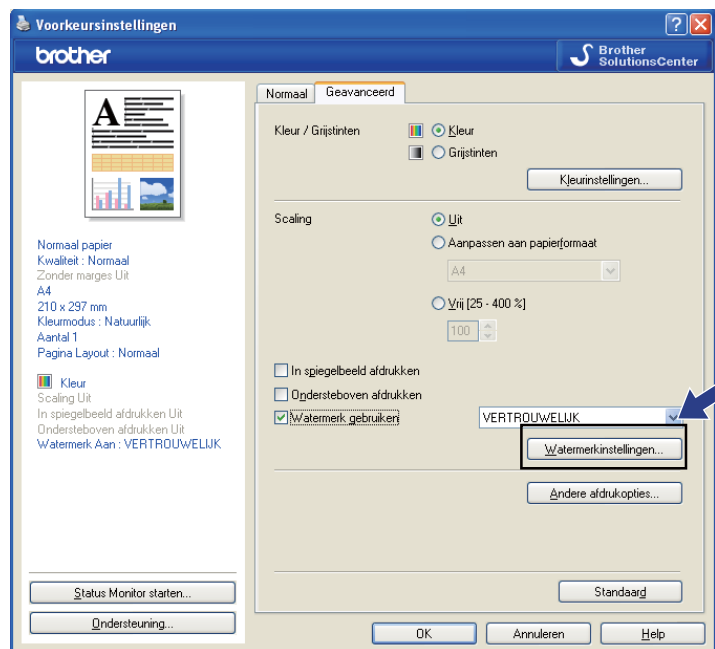 Voorkeursinstellingen
brother
Brother
SolutionsCenter
A
Normaal papier
Kwaliteit : Normaal
Zonder marges Uit
A4
210 x 297 mm
Kleurmodus : Natuurlijk
Aantal 1
Pagina Layout : Normaal
Kleur
Scaling Uit
In spiegelbeeld afdrukken Uit
Ondersteboven afdrukken Uit
Watermerk Aan : VERTROUWELIJK
Status Monitor starten...
Ondersteuning...
Normaal
Geavanceerd
Kleur / Grijstinten
Kleur
Grijstinten
Kleurinstellingen...
Scaling
Uit
Aanpassen aan papierformaat
A4
Vrij [25 - 400 %]
100
In spiegelbeeld afdrukken
Ondersteboven afdrukken
Watermerk gebruiken
VERTROUWELIJK
Watermerkinstellingen...
Andere afdrukopties...
Standaard
OK
Annuleren
Help